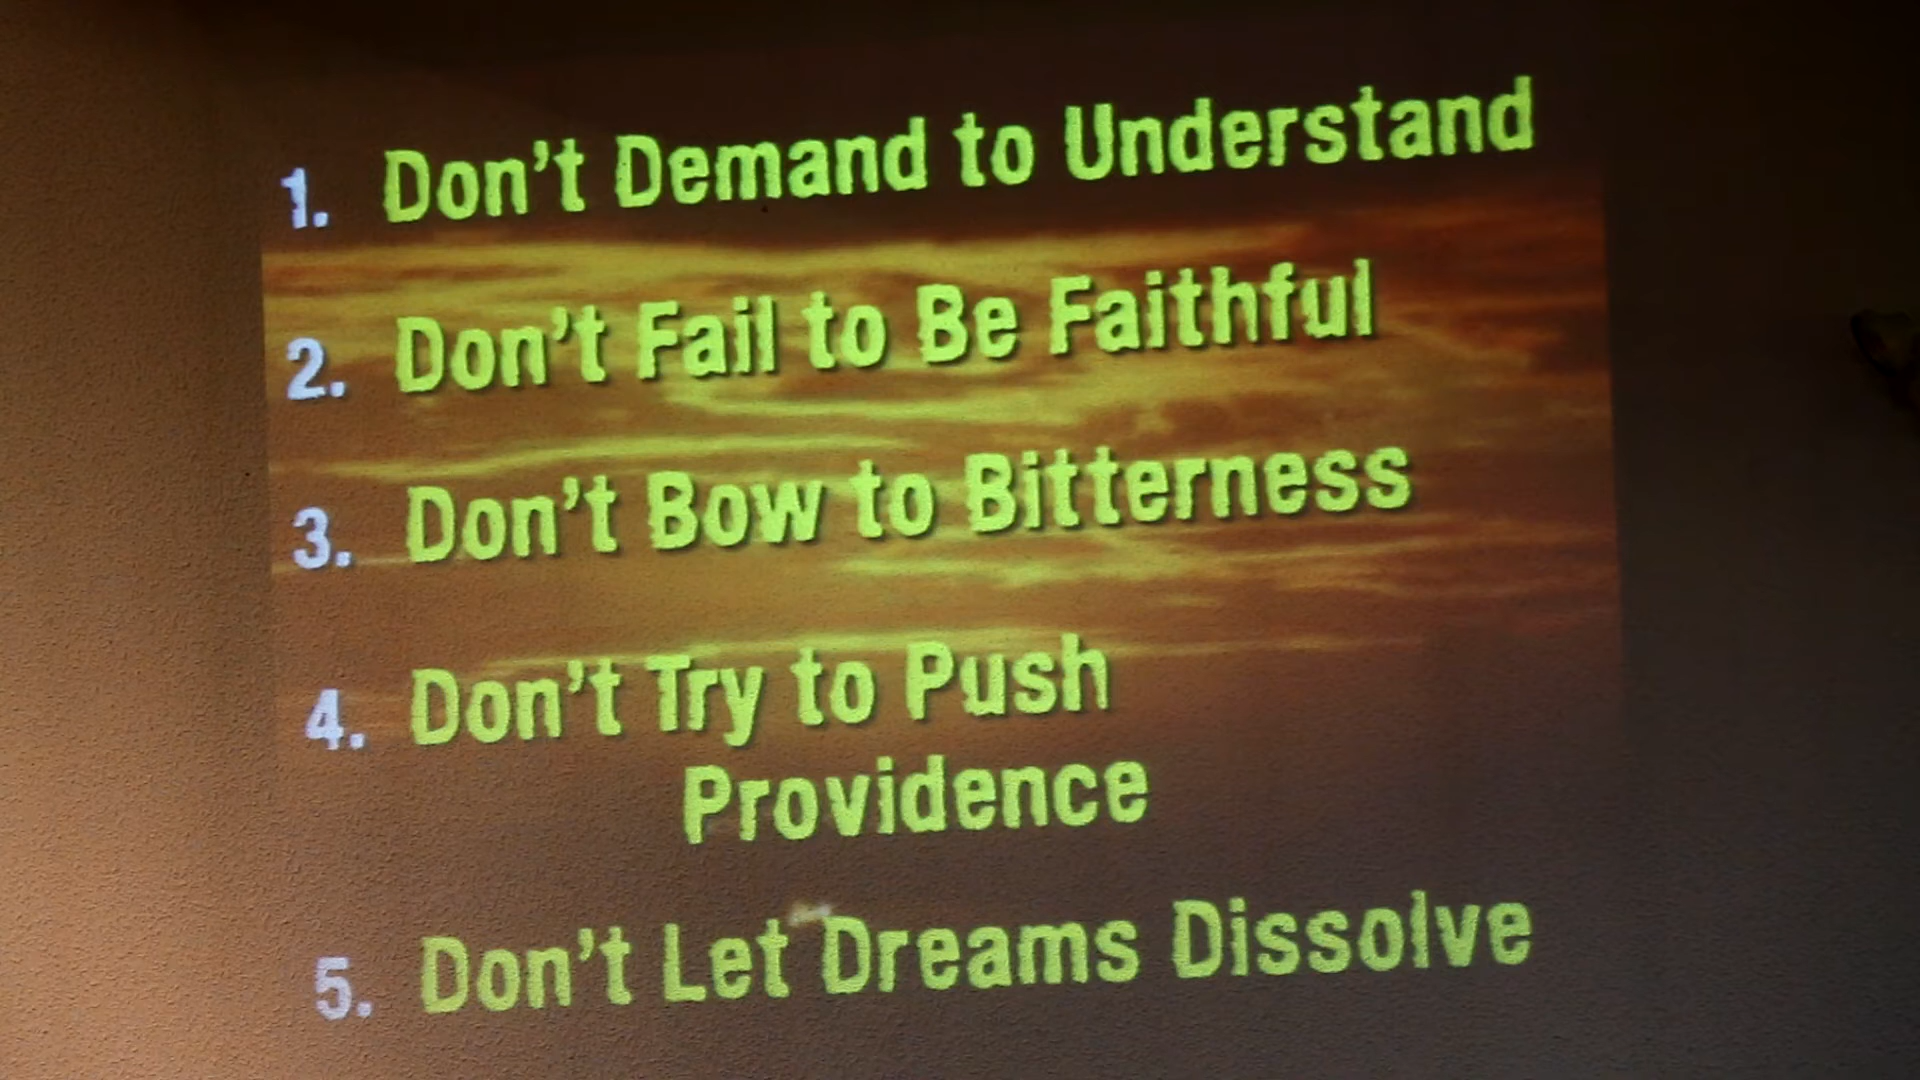 1. Don't Demand to Understand
2. Don't Fail to Be Faithful
3. Don't Bow to Bitterness
4. Don't Try to Push
Providence
5. Don't Let Dreams Dissolve